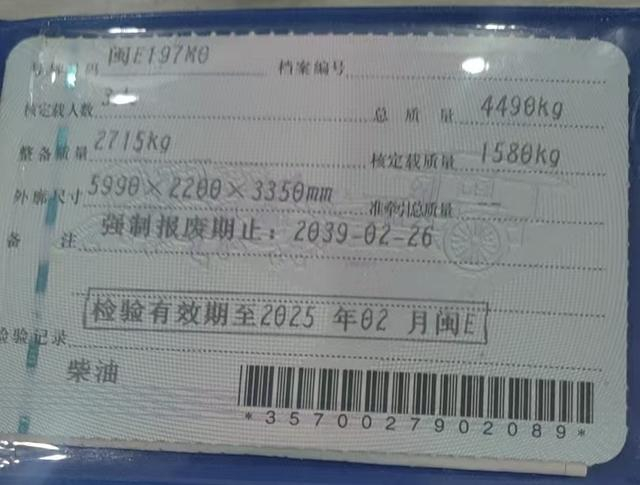 号牌号码 闽E197M0 档案编号
核定载人数 3人 总质量 4490kg
整备质量 2715kg 核定载质量 1580kg
外廓尺寸 5990×2200×3350mm 准牵引总质量 --
备注 强制报废期止：2039-02-26
检验有效期至2025 年02 月闽E
检验记录
柴油
*3570027902089*